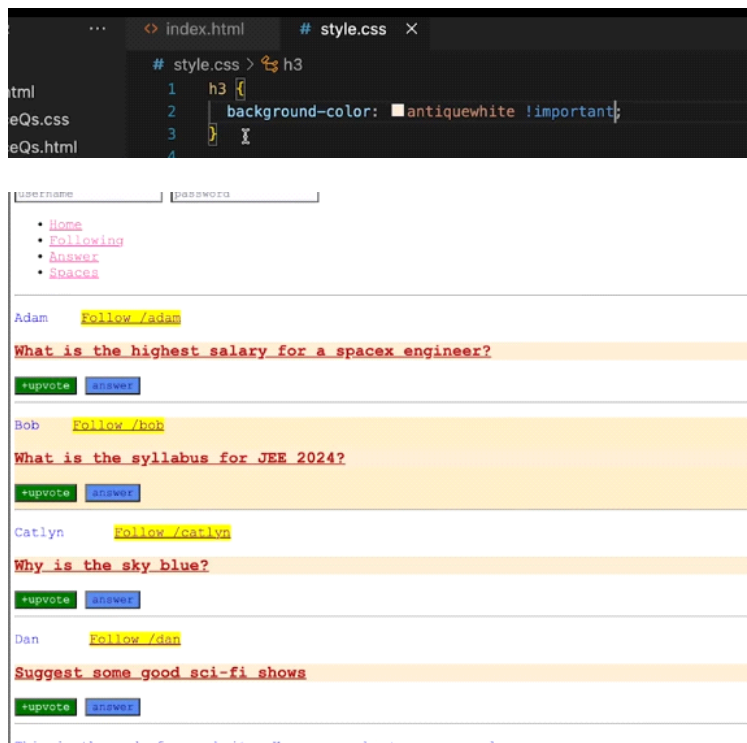 ··· <> index.html # style.css ×
# style.css > h3
html
1 h3 {
eQs.css
2 background-color: antiquewhite !important;
3 }
eQs.html
4
username password
• Home
• Following
• Answer
• Spaces
Adam Follow /adam
What is the highest salary for a spacex engineer?
+upvote answer
Bob Follow /bob
What is the syllabus for JEE 2024?
+upvote answer
Catlyn Follow /catlyn
Why is the sky blue?
+upvote answer
Dan Follow /dan
Suggest some good sci-fi shows
+upvote answer